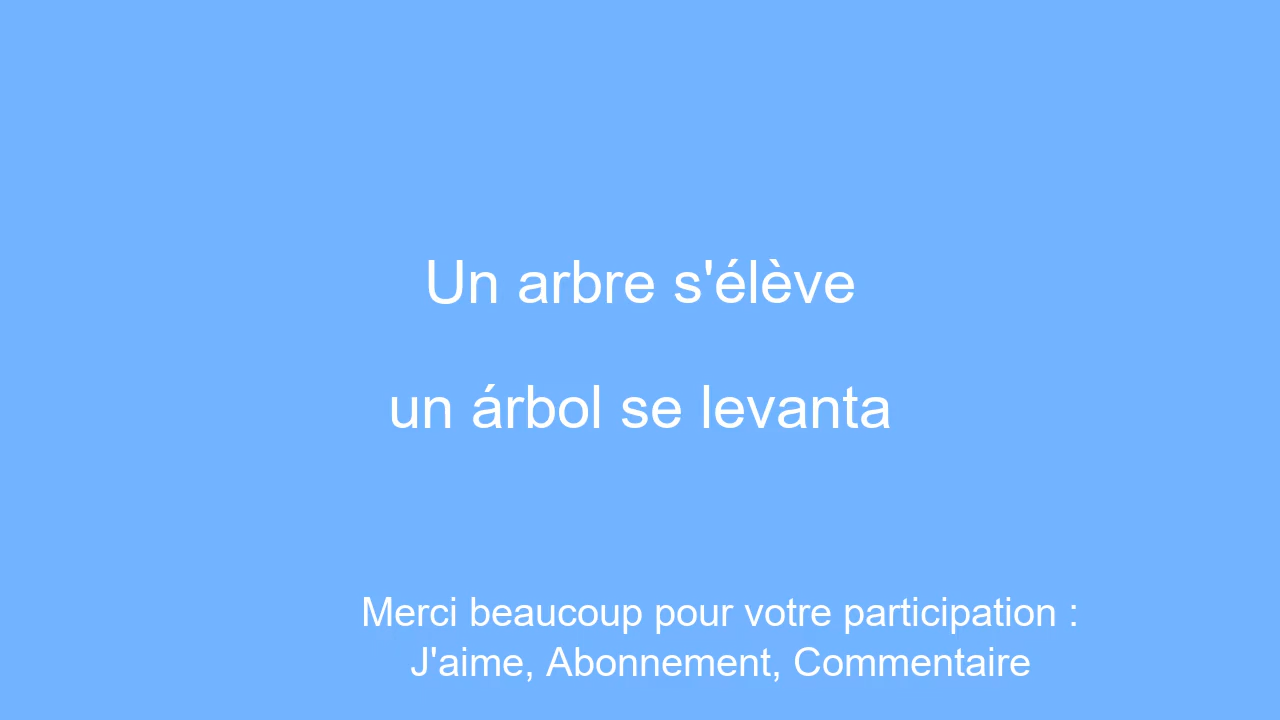 Un arbre s'élève
un árbol se levanta
Merci beaucoup pour votre participation :
J'aime, Abonnement, Commentaire